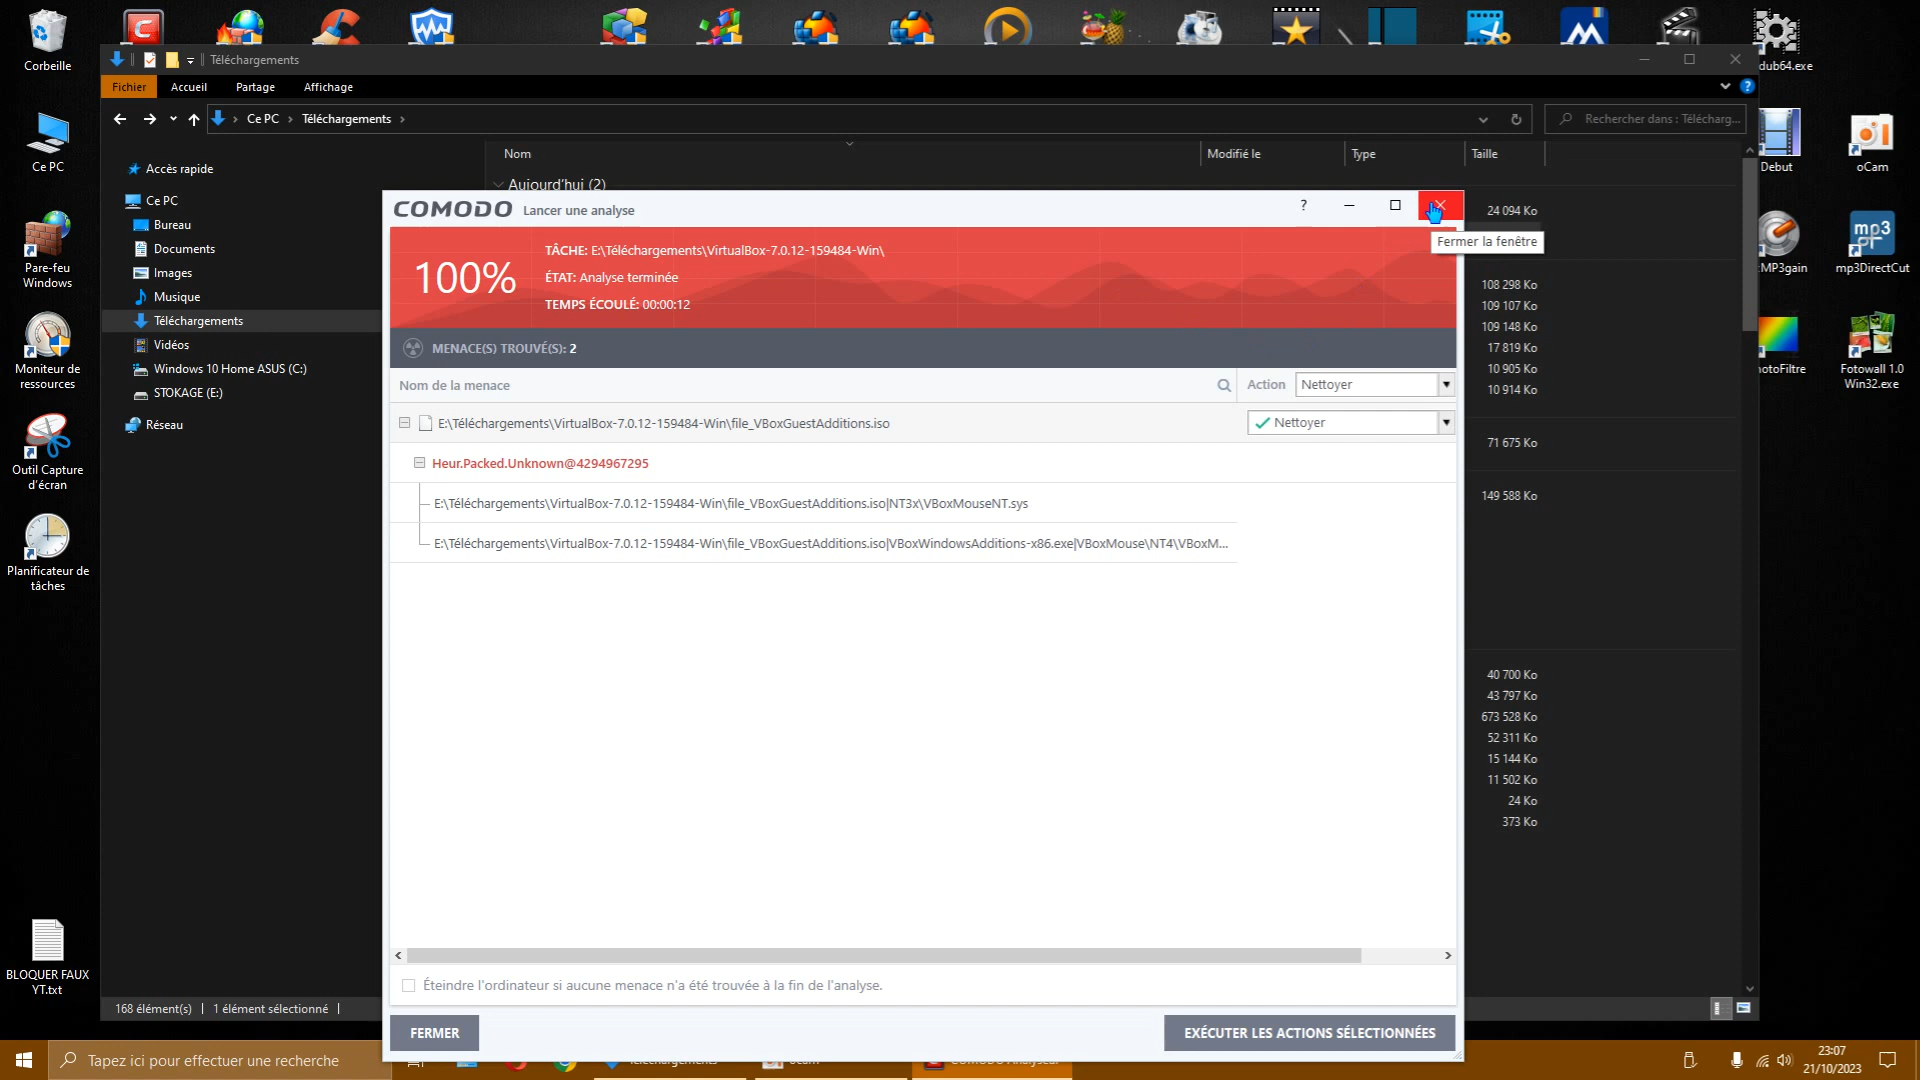 Corbeille
Ce PC
Pare-feu
Windows
Moniteur de
ressources
Outil Capture
d'écran
Planificateur de
tâches
BLOQUER FAUX
YT.txt
Téléchargements
Fichier
Accueil
Partage
Affichage
Ce PC
Téléchargements
Rechercher dans : Télécharg...
Accès rapide
Ce PC
Bureau
Documents
Images
Musique
Téléchargements
Vidéos
Windows 10 Home ASUS (C:)
STOKAGE (E:)
Réseau
Nom
Modifié le
Type
Taille
Aujourd'hui (2)
24 094 Ko
108 298 Ko
109 107 Ko
109 148 Ko
17 819 Ko
10 905 Ko
10 914 Ko
71 675 Ko
149 588 Ko
40 700 Ko
43 797 Ko
673 528 Ko
52 311 Ko
15 144 Ko
11 502 Ko
24 Ko
373 Ko
168 élément(s)
1 élément sélectionné
COMODO Lancer une analyse
?
Fermer la fenêtre
100%
TÂCHE: E:\Téléchargements\VirtualBox-7.0.12-159484-Win\
ÉTAT: Analyse terminée
TEMPS ÉCOULÉ: 00:00:12
MENACE(S) TROUVÉ(S): 2
Nom de la menace
Action
Nettoyer
E:\Téléchargements\VirtualBox-7.0.12-159484-Win\file_VBoxGuestAdditions.iso
Nettoyer
Heur.Packed.Unknown@4294967295
E:\Téléchargements\VirtualBox-7.0.12-159484-Win\file_VBoxGuestAdditions.iso|NT3x\VBoxMouseNT.sys
E:\Téléchargements\VirtualBox-7.0.12-159484-Win\file_VBoxGuestAdditions.iso|VBoxWindowsAdditions-x86.exe|VBoxMouse\NT4\VBoxM...
Éteindre l'ordinateur si aucune menace n'a été trouvée à la fin de l'analyse.
FERMER
EXÉCUTER LES ACTIONS SÉLECTIONNÉES
dub64.exe
Debut
oCam
MP3gain
mp3
mp3DirectCut
otoFiltre
Fotowall 1.0
Win32.exe
Tapez ici pour effectuer une recherche
23:07
21/10/2023